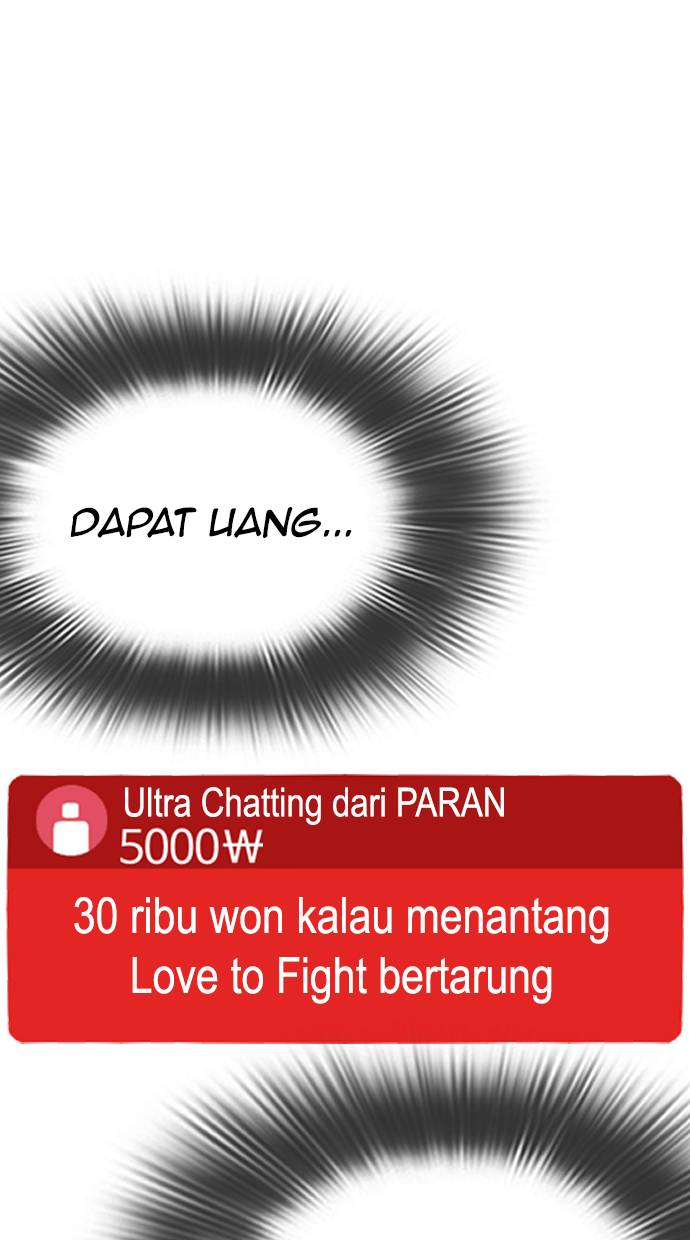 DAPAT UANG...
Ultra Chatting dari PARAN
5000₩
30 ribu won kalau menantang
Love to Fight bertarung